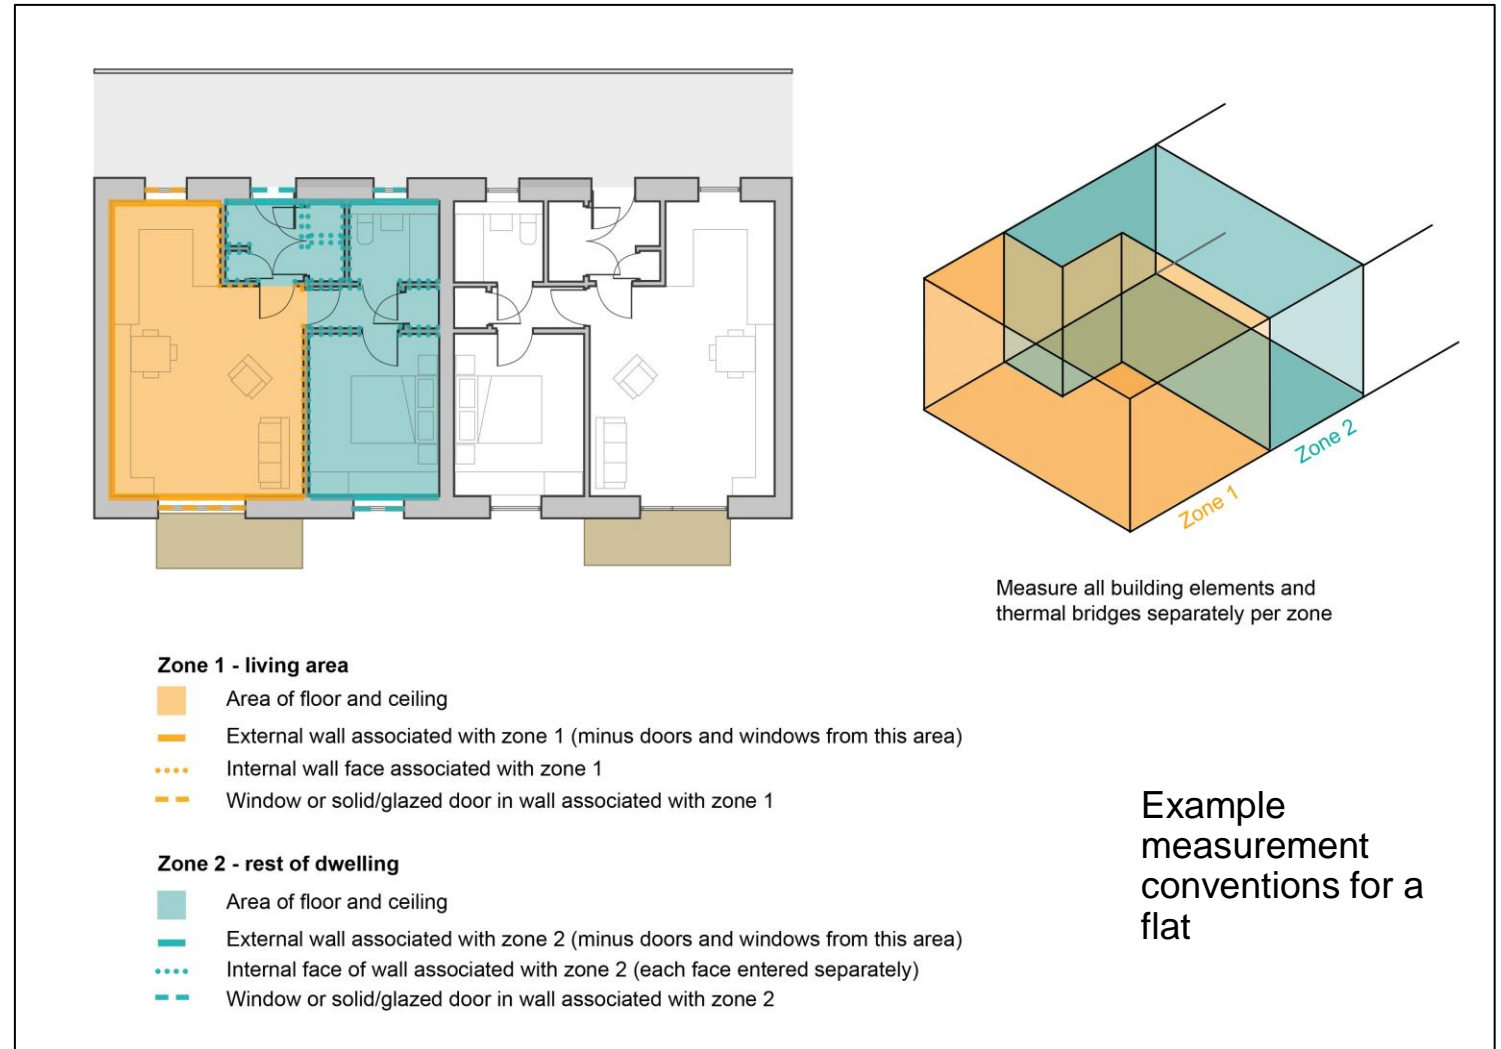 Zone 1
Zone 2
Measure all building elements and
thermal bridges separately per zone
Zone 1 - living area
Area of floor and ceiling
External wall associated with zone 1 (minus doors and windows from this area)
Internal wall face associated with zone 1
Window or solid/glazed door in wall associated with zone 1
Zone 2 - rest of dwelling
Area of floor and ceiling
External wall associated with zone 2 (minus doors and windows from this area)
Internal face of wall associated with zone 2 (each face entered separately)
Window or solid/glazed door in wall associated with zone 2
Example
measurement
conventions for a
flat